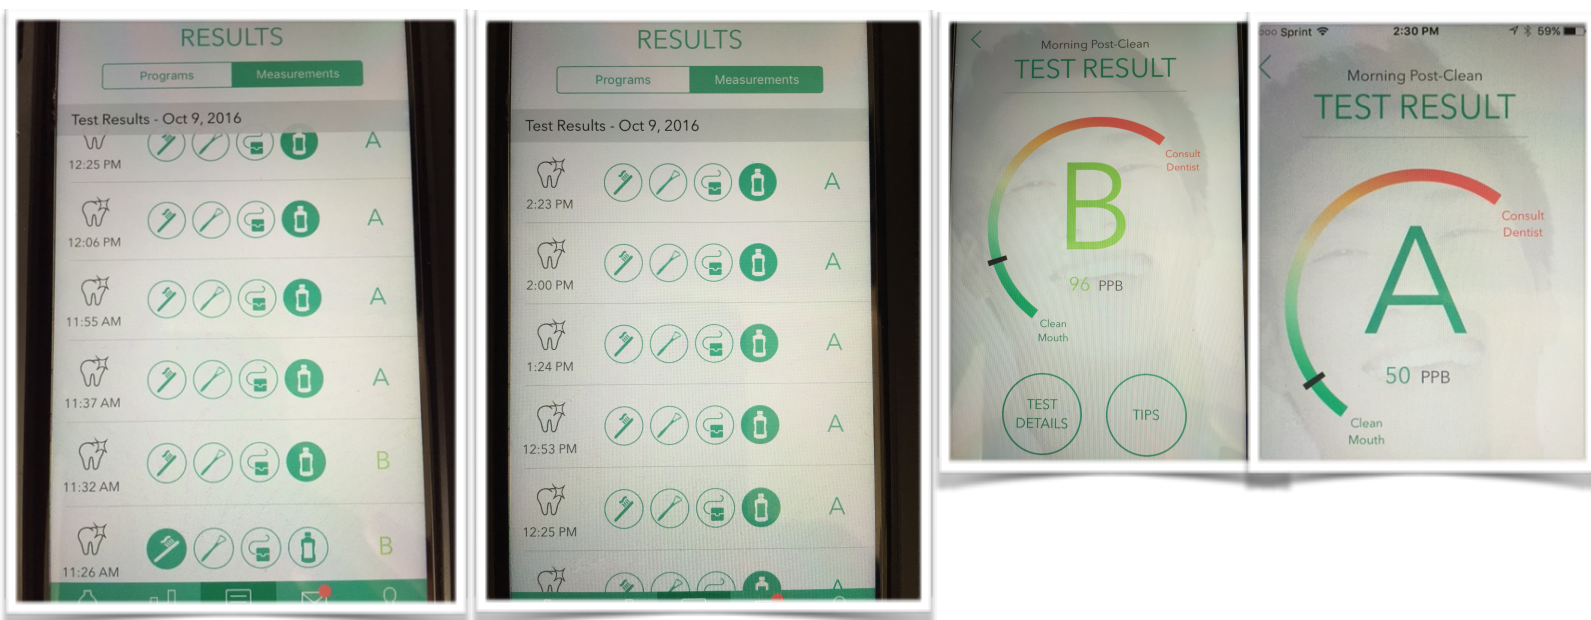 RESULTS
Programs Measurements
Test Results - Oct 9, 2016
12:25 PM A
12:06 PM A
11:55 AM A
11:37 AM A
11:32 AM B
11:26 AM B
RESULTS
Programs Measurements
Test Results - Oct 9, 2016
2:23 PM A
2:00 PM A
1:24 PM A
12:53 PM A
12:25 PM A
A
Morning Post-Clean
TEST RESULT
Consult
Dentist
B
96 PPB
Clean
Mouth
TEST
DETAILS
TIPS
ooo Sprint 2:30 PM 59%
Morning Post-Clean
TEST RESULT
Consult
Dentist
A
50 PPB
Clean
Mouth